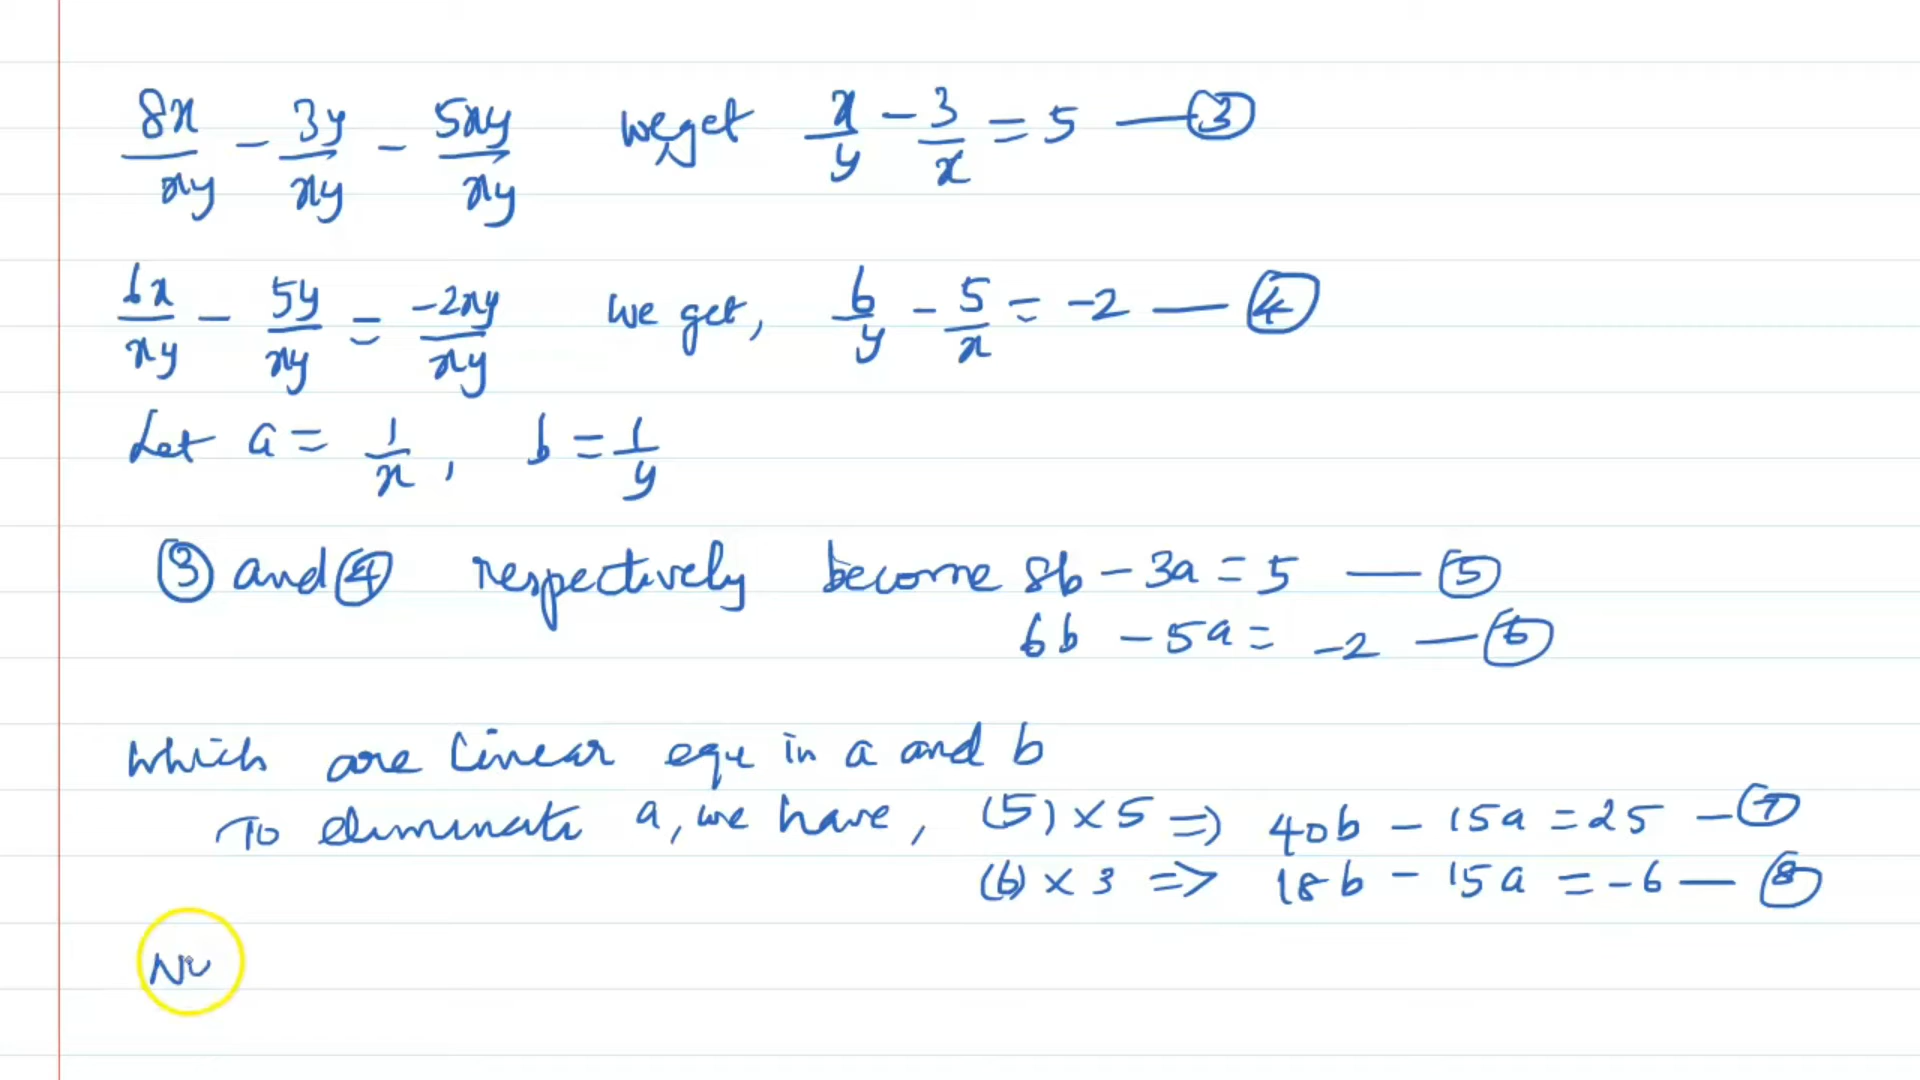 8x/xy - 3y/xy - 5xy/xy we get x/y - 3/x = 5 — (3)
6x/xy - 5y/xy = -2xy/xy we get, 6/y - 5/x = -2 — (4)
Let a = 1/x, b = 1/y
(3) and (4) respectively become 8b - 3a = 5 — (5)
6b - 5a = -2 — (6)
which are linear equ in a and b
To eliminate a, we have, (5) × 5 => 40b - 15a = 25 — (7)
(6) × 3 => 18b - 15a = -6 — (8)
No